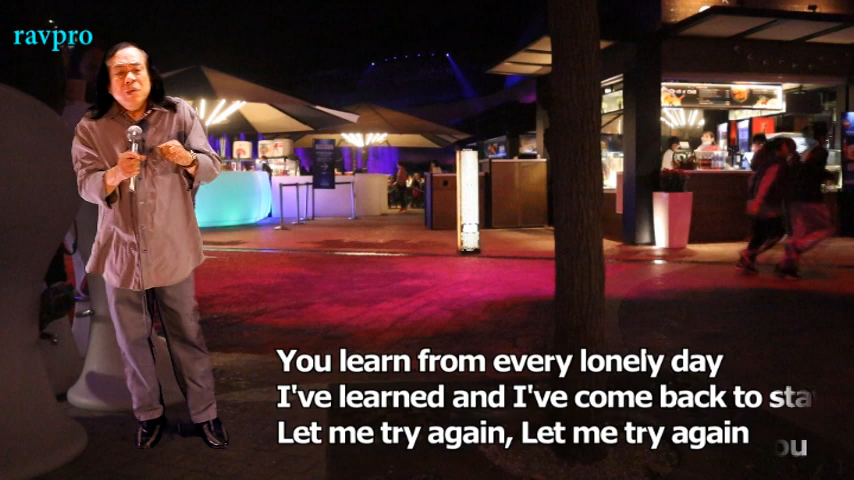 ravpro
You learn from every lonely day
I've learned and I've come back to stay
Let me try again, Let me try again